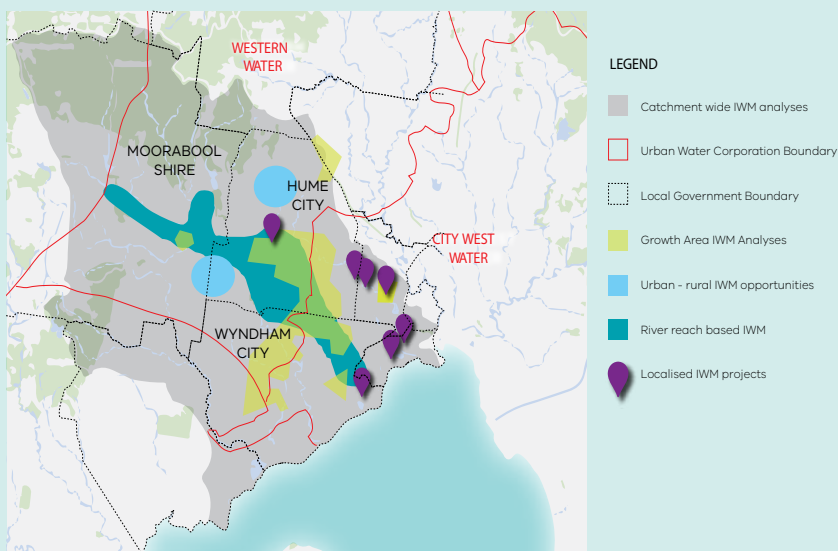 WESTERN
WATER
MOORABOOL
SHIRE
HUME
CITY
CITY WEST
WATER
WYNDHAM
CITY
LEGEND
Catchment wide IWM analyses
Urban Water Corporation Boundary
Local Government Boundary
Growth Area IWM Analyses
Urban - rural IWM opportunities
River reach based IWM
Localised IWM projects